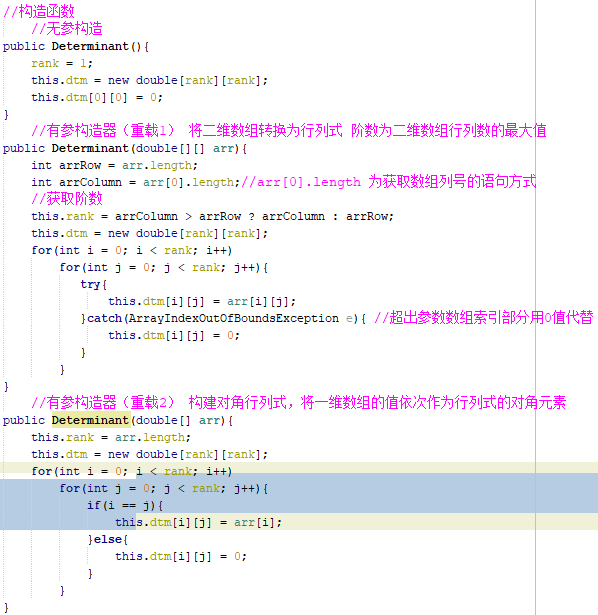 //构造函数
    //无参构造
public Determinant(){
    rank = 1;
    this.dtm = new double[rank][rank];
    this.dtm[0][0] = 0;
}
    //有参构造器（重载1） 将二维数组转换为行列式 阶数为二维数组行列数的最大值
public Determinant(double[][] arr){
    int arrRow = arr.length;
    int arrColumn = arr[0].length;//arr[0].length 为获取数组列号的语句方式
    //获取阶数
    this.rank = arrColumn > arrRow ? arrColumn : arrRow;
    this.dtm = new double[rank][rank];
    for(int i = 0; i < rank; i++)
        for(int j = 0; j < rank; j++){
           try{
               this.dtm[i][j] = arr[i][j];
           }catch(ArrayIndexOutOfBoundsException e){ //超出参数数组索引部分用0值代替
               this.dtm[i][j] = 0;
           }
        }
}
    //有参构造器（重载2） 构建对角行列式，将一维数组的值依次作为行列式的对角元素
public Determinant(double[] arr){
    this.rank = arr.length;
    this.dtm = new double[rank][rank];
    for(int i = 0; i < rank; i++)
        for(int j = 0; j < rank; j++){
            if(i == j){
                this.dtm[i][j] = arr[i];
            }else{
                this.dtm[i][j] = 0;
            }
        }
}